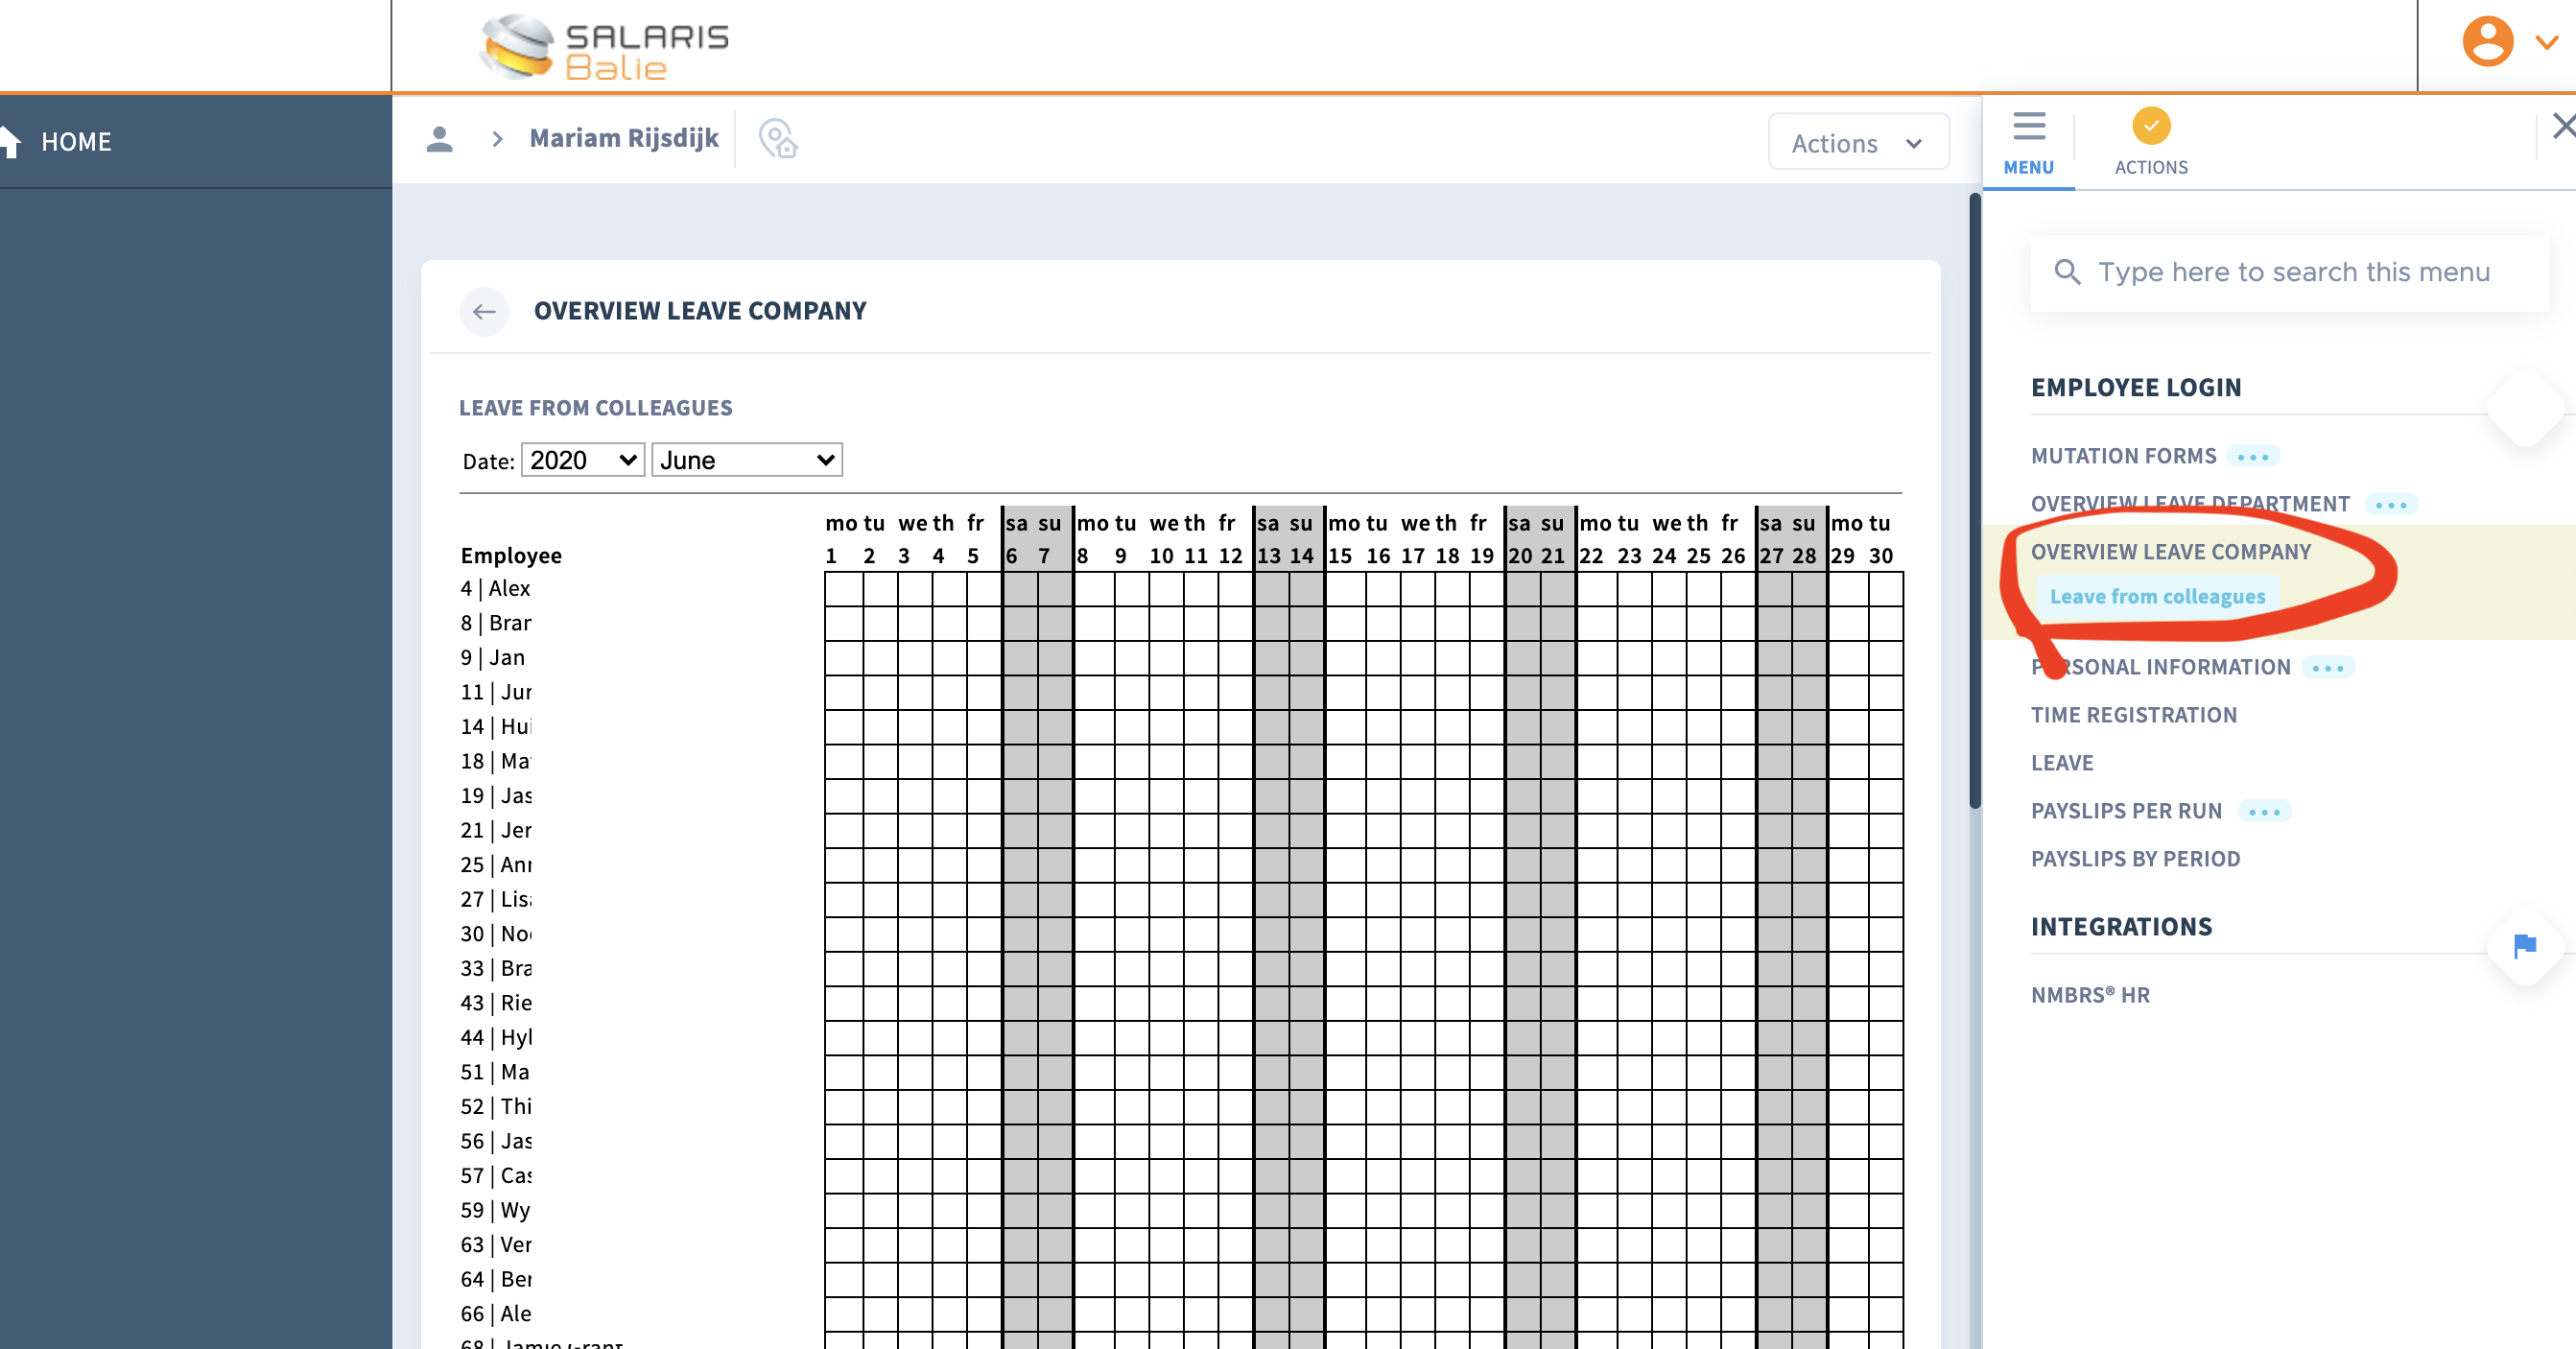 SALARIS
Balie
HOME
Mariam Rijsdijk
Actions
MENU
ACTIONS
Type here to search this menu
OVERVIEW LEAVE COMPANY
LEAVE FROM COLLEAGUES
Date: 2020 June
mo tu we th fr sa su mo tu we th fr sa su mo tu we th fr sa su mo tu we th fr sa su mo tu
Employee 1 2 3 4 5 6 7 8 9 10 11 12 13 14 15 16 17 18 19 20 21 22 23 24 25 26 27 28 29 30
4 | Alex
8 | Bran
9 | Jan
11 | Jur
14 | Hui
18 | Ma
19 | Jas
21 | Jer
25 | Ann
27 | Lisa
30 | No
33 | Bra
43 | Rie
44 | Hyl
51 | Ma
52 | Thi
56 | Jas
57 | Cas
59 | Wy
63 | Ver
64 | Ber
66 | Ale
68 | Jamie Grant
EMPLOYEE LOGIN
MUTATION FORMS
OVERVIEW LEAVE DEPARTMENT
OVERVIEW LEAVE COMPANY
Leave from colleagues
PERSONAL INFORMATION
TIME REGISTRATION
LEAVE
PAYSLIPS PER RUN
PAYSLIPS BY PERIOD
INTEGRATIONS
NMBRS® HR